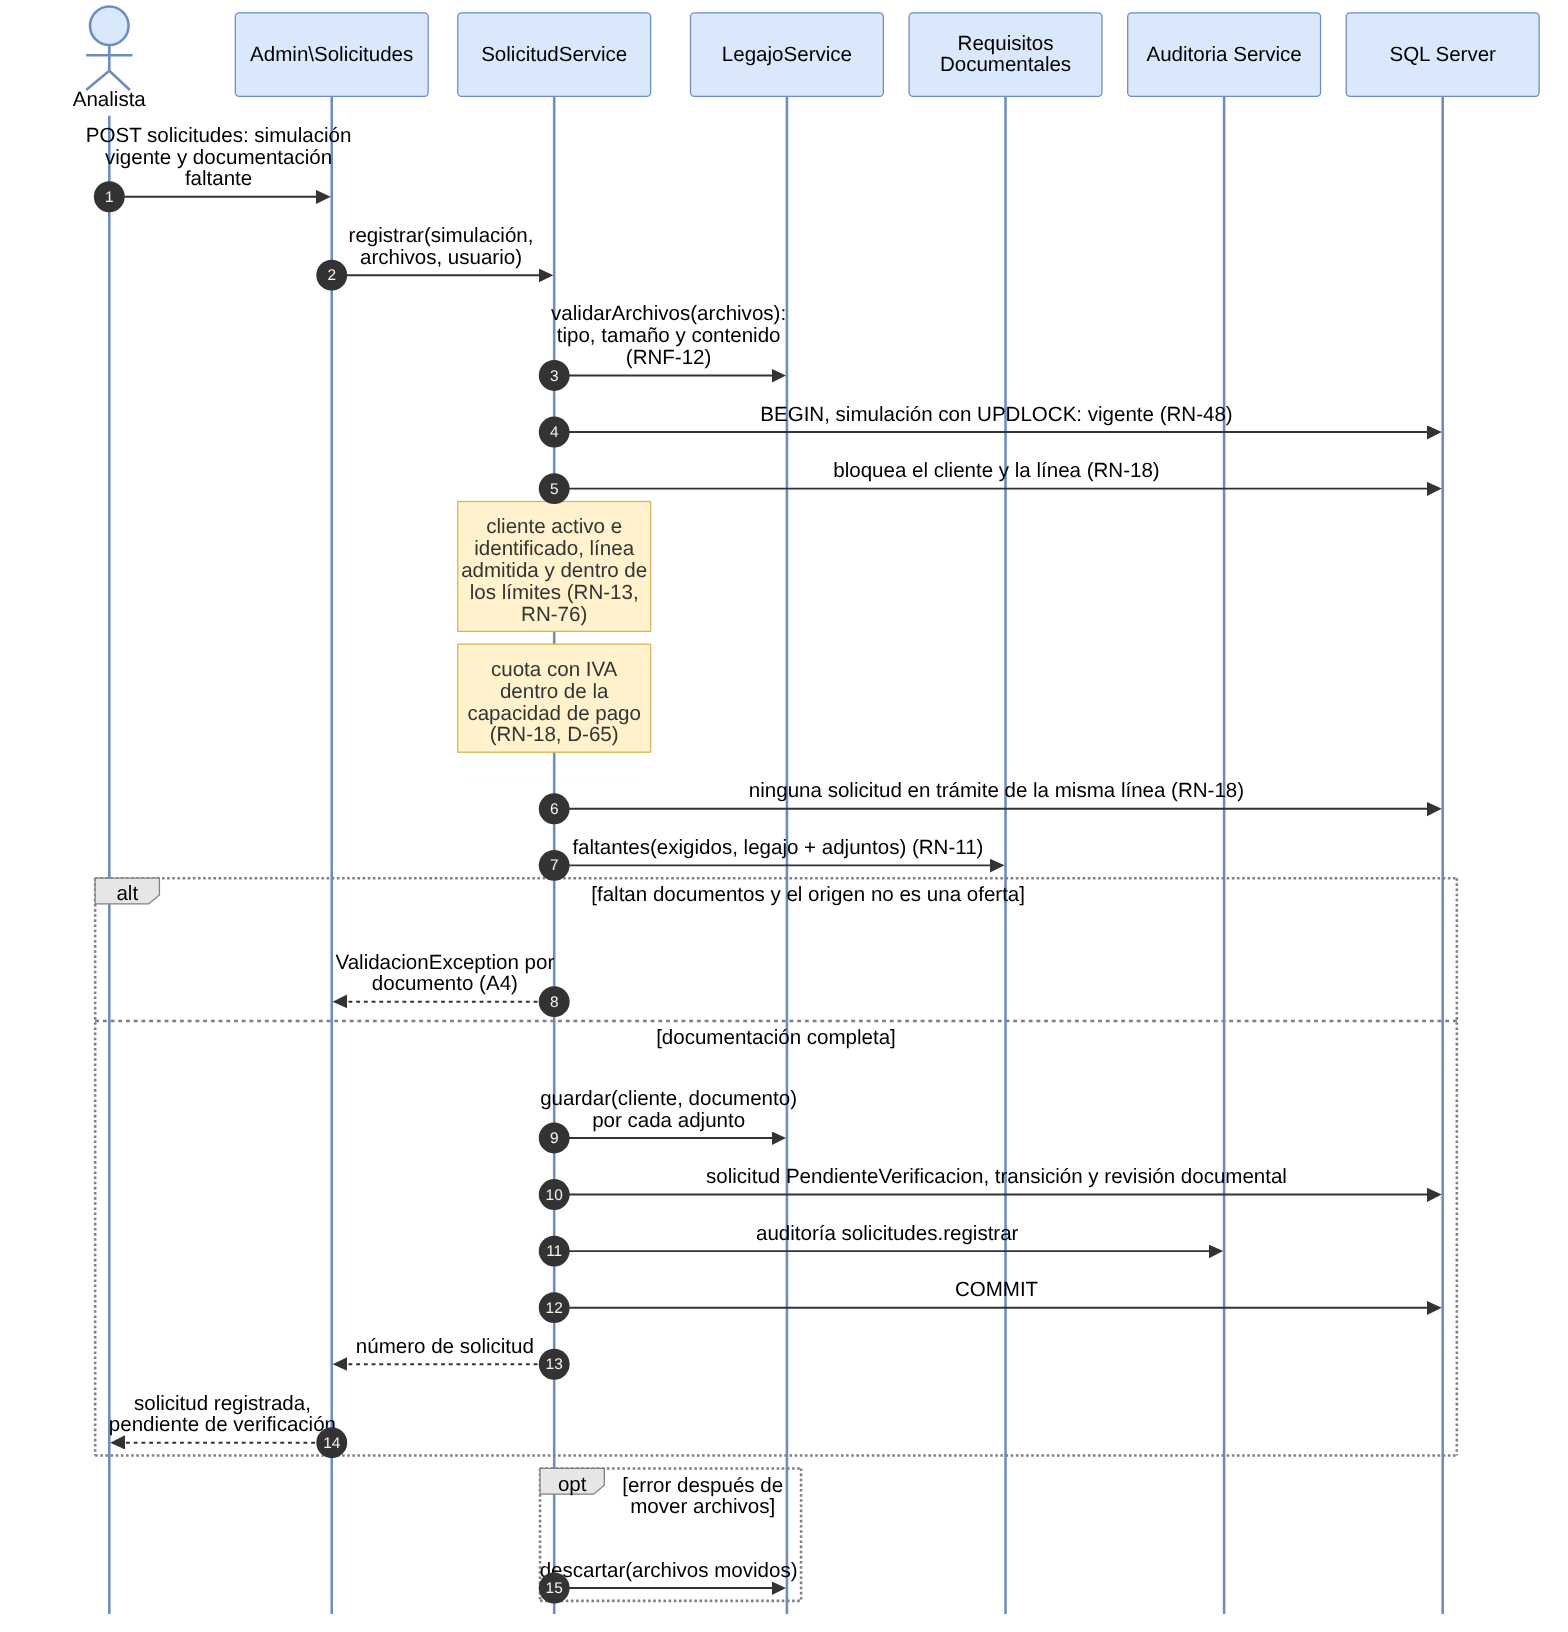 Analista
Admin\Solicitudes
SolicitudService
LegajoService
Requisitos
Documentales
Auditoria Service
SQL Server
POST solicitudes: simulación
vigente y documentación
faltante
1
registrar(simulación,
archivos, usuario)
2
validarArchivos(archivos):
tipo, tamaño y contenido
(RNF-12)
3
BEGIN, simulación con UPDLOCK: vigente (RN-48)
4
bloquea el cliente y la línea (RN-18)
5
cliente activo e
identificado, línea
admitida y dentro de
los límites (RN-13,
RN-76)
cuota con IVA
dentro de la
capacidad de pago
(RN-18, D-65)
ninguna solicitud en trámite de la misma línea (RN-18)
6
faltantes(exigidos, legajo + adjuntos) (RN-11)
7
alt
[faltan documentos y el origen no es una oferta]
ValidacionException por
documento (A4)
8
[documentación completa]
guardar(cliente, documento)
por cada adjunto
9
solicitud PendienteVerificacion, transición y revisión documental
10
auditoría solicitudes.registrar
11
COMMIT
12
número de solicitud
13
solicitud registrada,
pendiente de verificación
14
opt
[error después de
mover archivos]
descartar(archivos movidos)
15